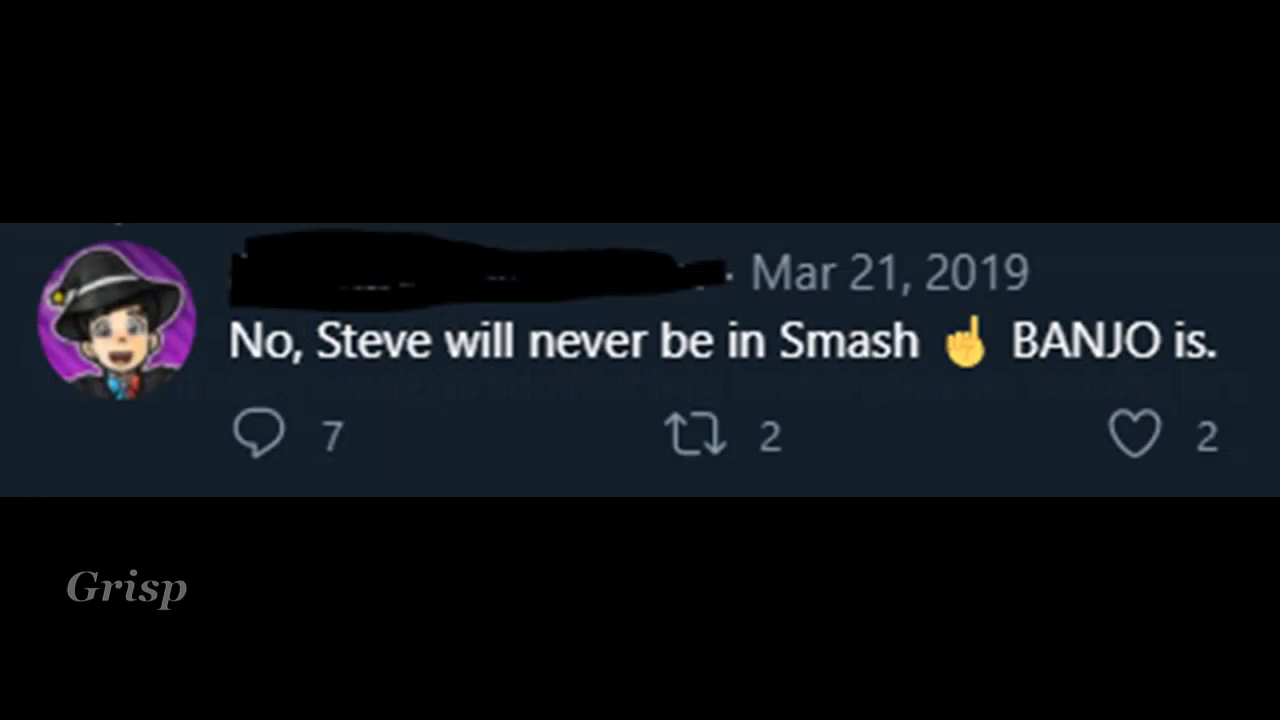 · Mar 21, 2019
No, Steve will never be in Smash ☝ BANJO is.
7 2 2
Grisp